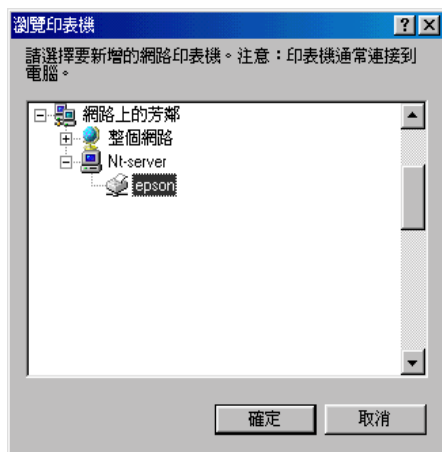 瀏覽印表機
請選擇要新增的網路印表機。注意：印表機通常連接到
電腦。
網路上的芳鄰
整個網路
Nt-server
epson
確定
取消